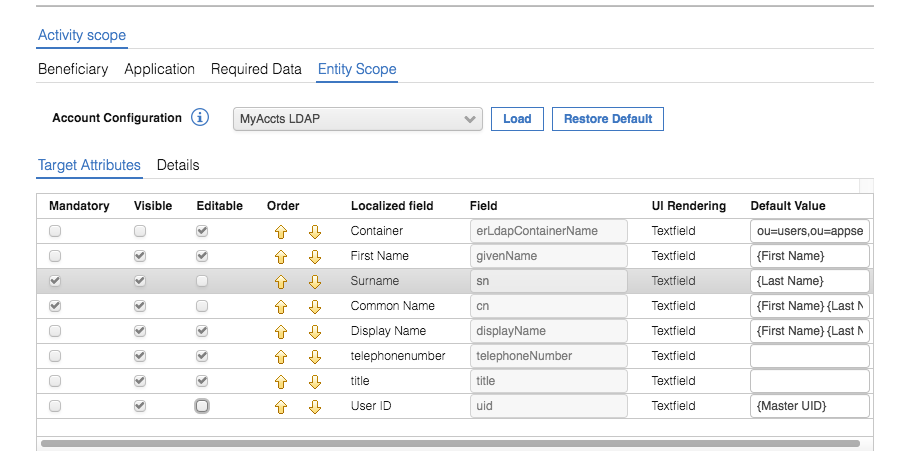 Activity scope
Beneficiary Application Required Data Entity Scope
Account Configuration i MyAccts LDAP Load Restore Default
Target Attributes Details
Mandatory Visible Editable Order Localized field Field UI Rendering Default Value
Container erLdapContainerName Textfield ou=users,ou=appse
First Name givenName Textfield {First Name}
Surname sn Textfield {Last Name}
Common Name cn Textfield {First Name} {Last N
Display Name displayName Textfield {First Name} {Last N
telephonenumber telephoneNumber Textfield
title title Textfield
User ID uid Textfield {Master UID}